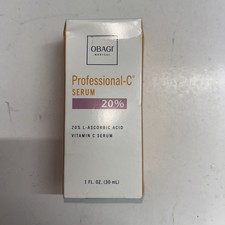 OBAGI
MEDICAL
Professional-C®
SERUM
20%
20% L-ASCORBIC ACID
VITAMIN C SERUM
1 FL. OZ. (30 mL)